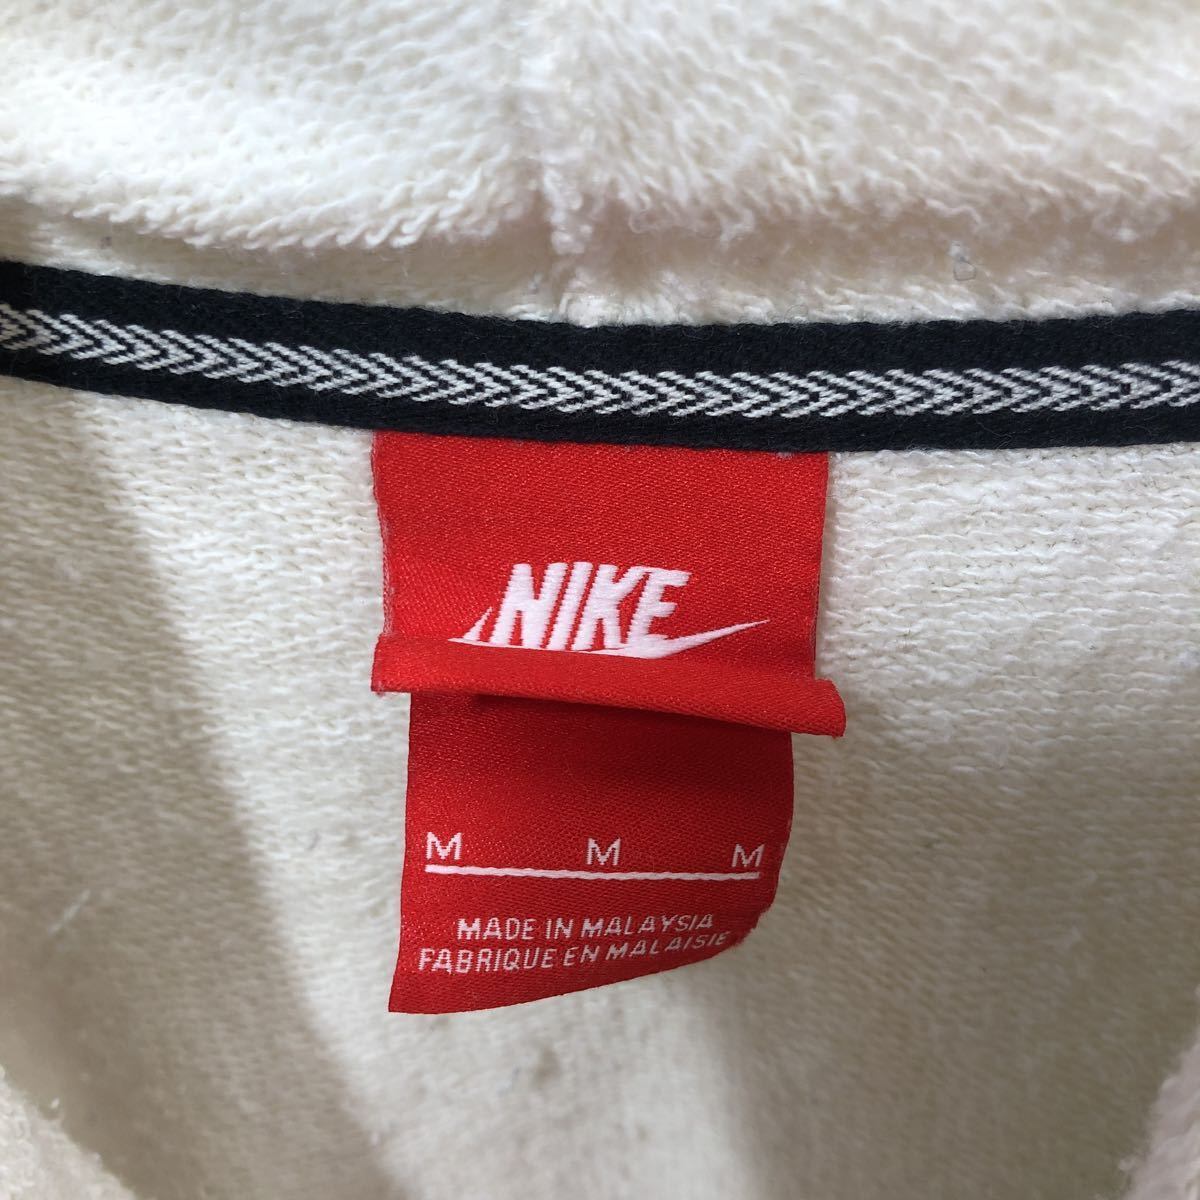 NIKE
M M M
MADE IN MALAYSIA
FABRIQUE EN MALAISIE